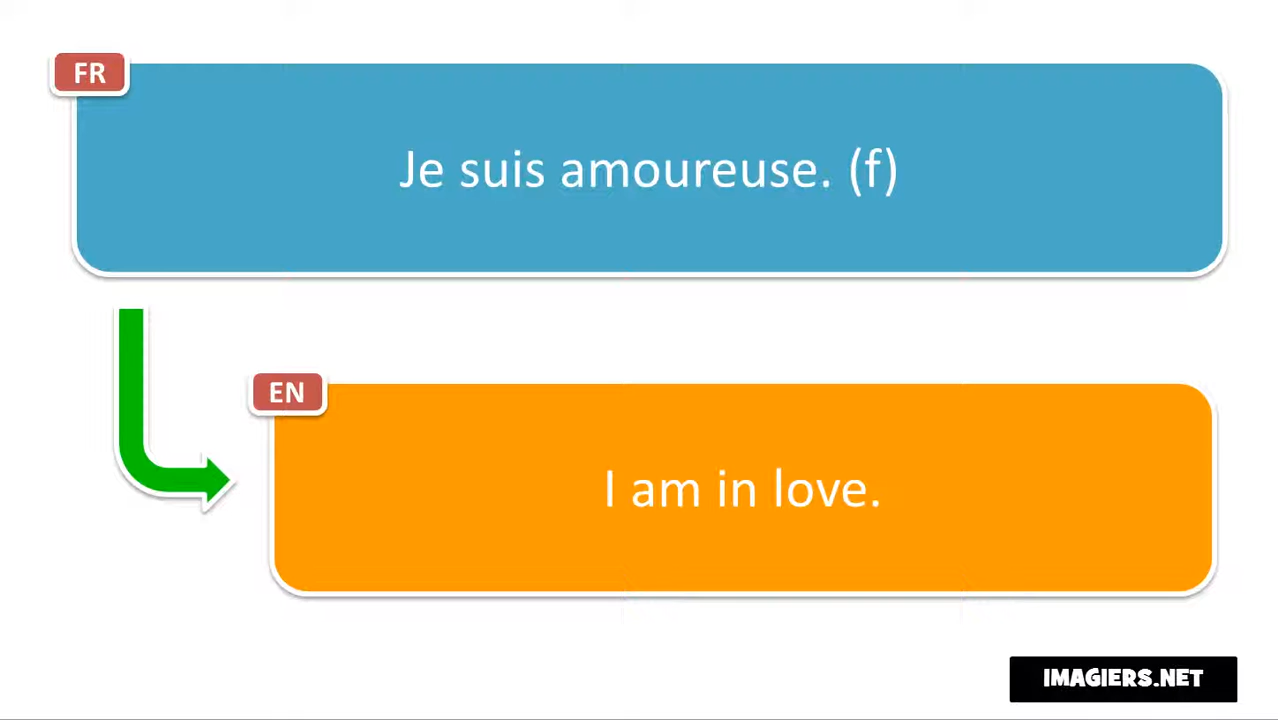 FR
Je suis amoureuse. (f)
EN
I am in love.
IMAGIERS.NET